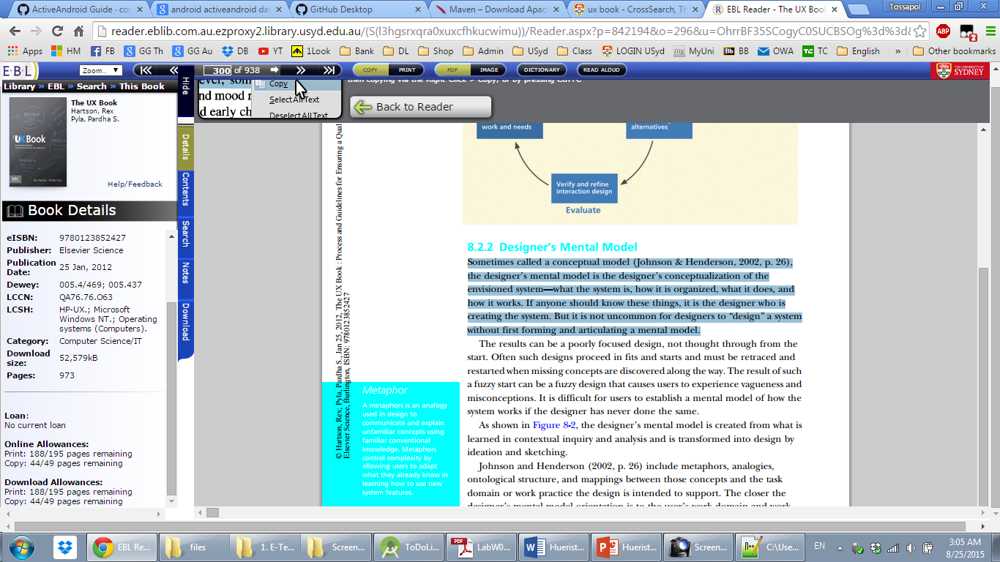 ActiveAndroid Guide · coc
android activeandroid dat
GitHub Desktop
Maven – Download Apac
ux book - CrossSearch, Th
EBL Reader - The UX Book
Tossapol
reader.eblib.com.au.ezproxy2.library.usyd.edu.au/(S(l3hgsrxqra0xuxcfhkucwimu))/Reader.aspx?p=842194&o=296&u=OhrrBF35SCogyC0SUCBSOg%3d%3d&
ABP
2
Apps
HM
FB
GG Th
GG Au
DB
YT
1Look
Bank
DL
Shop
Admin
USyd
Class
LOGIN USyd
my MyUni
Bb BB
OWA
TC TC
English
»
Other bookmarks
EBL
Zoom..
300 of 938
COPY
PRINT
PDF
IMAGE
DICTIONARY
READ ALOUD
THE UNIVERSITY OF
SYDNEY
Library » EBL » Search » This Book
The UX Book
Hartson, Rex
Pyla, Pardha S.
UX Book
MK
Help/Feedback
Book Details
eISBN: 9780123852427
Publisher: Elsevier Science
Publication Date: 25 Jan, 2012
Dewey: 005.4/469; 005.437
LCCN: QA76.76.O63
LCSH: HP-UX.; Microsoft
Windows NT.; Operating
systems (Computers).
Category: Computer Science/IT
Download size: 52,579kB
Pages: 973
Loan:
No current loan
Online Allowances:
Print: 188/195 pages remaining
Copy: 44/49 pages remaining
Download Allowances:
Print: 188/195 pages remaining
Copy: 44/49 pages remaining
Hide
Details
Contents
Search
Notes
Download
ever, som
nd mood r
d early ch
Copy
Select All Text
Deselect All Text
then copying via the Right Click > Copy, or by pressing Ctrl C
Back to Reader
work and needs
alternatives
Verify and refine
interaction design
Evaluate
8.2.2 Designer's Mental Model
Sometimes called a conceptual model (Johnson & Henderson, 2002, p. 26),
the designer's mental model is the designer's conceptualization of the
envisioned system—what the system is, how it is organized, what it does, and
how it works. If anyone should know these things, it is the designer who is
creating the system. But it is not uncommon for designers to “design” a system
without first forming and articulating a mental model.
The results can be a poorly focused design, not thought through from the
start. Often such designs proceed in fits and starts and must be retraced and
restarted when missing concepts are discovered along the way. The result of such
a fuzzy start can be a fuzzy design that causes users to experience vagueness and
misconceptions. It is difficult for users to establish a mental model of how the
system works if the designer has never done the same.
As shown in Figure 8-2, the designer's mental model is created from what is
learned in contextual inquiry and analysis and is transformed into design by
ideation and sketching.
Johnson and Henderson (2002, p. 26) include metaphors, analogies,
ontological structure, and mappings between those concepts and the task
domain or work practice the design is intended to support. The closer the
designer's mental model orientation is to the user's work domain and work
Metaphor
A metaphors is an analogy
used in design to
communicate and explain
unfamiliar concepts using
familiar conventional
knowledge. Metaphors
control complexity by
allowing users to adapt
what they already know in
learning how to use new
system features.
© Hartson, Rex; Pyla, Pardha S., Jan 25, 2012, The UX Book : Process and Guidelines for Ensuring a Qual
Elsevier Science, Burlington, ISBN: 9780123852427
EBL Re...
files
1. E-Te...
Screen...
ToDoLi...
LabW0...
Huerist...
Huerist...
Screen...
C:\Use...
EN
3:05 AM
8/25/2015